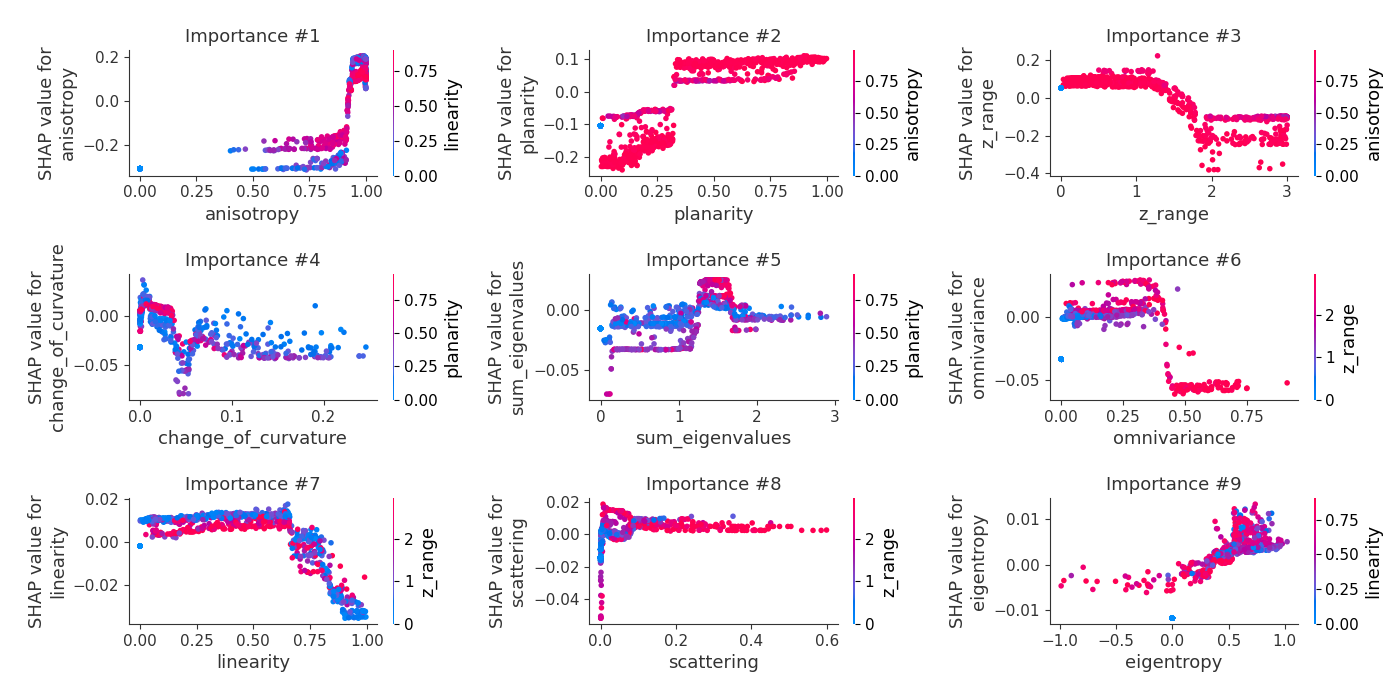 Importance #1
SHAP value for
anisotropy
0.2
0.0
−0.2
0.00 0.25 0.50 0.75 1.00
anisotropy
0.75
0.50
0.25
0.00
linearity
Importance #2
SHAP value for
planarity
0.1
0.0
−0.1
−0.2
0.00 0.25 0.50 0.75 1.00
planarity
0.75
0.50
0.25
0.00
anisotropy
Importance #3
SHAP value for
z_range
0.2
0.0
−0.2
−0.4
0 1 2 3
z_range
0.75
0.50
0.25
0.00
anisotropy
Importance #4
SHAP value for
change_of_curvature
0.00
−0.05
0.0 0.1 0.2
change_of_curvature
0.75
0.50
0.25
0.00
planarity
Importance #5
SHAP value for
sum_eigenvalues
0.00
−0.05
0 1 2 3
sum_eigenvalues
0.75
0.50
0.25
0.00
planarity
Importance #6
SHAP value for
omnivariance
0.00
−0.05
0.00 0.25 0.50 0.75
omnivariance
2
1
0
z_range
Importance #7
SHAP value for
linearity
0.02
0.00
−0.02
0.00 0.25 0.50 0.75 1.00
linearity
2
1
0
z_range
Importance #8
SHAP value for
scattering
0.02
0.00
−0.02
−0.04
0.0 0.2 0.4 0.6
scattering
2
1
0
z_range
Importance #9
SHAP value for
eigentropy
0.01
0.00
−0.01
−1.0 −0.5 0.0 0.5 1.0
eigentropy
0.75
0.50
0.25
0.00
linearity